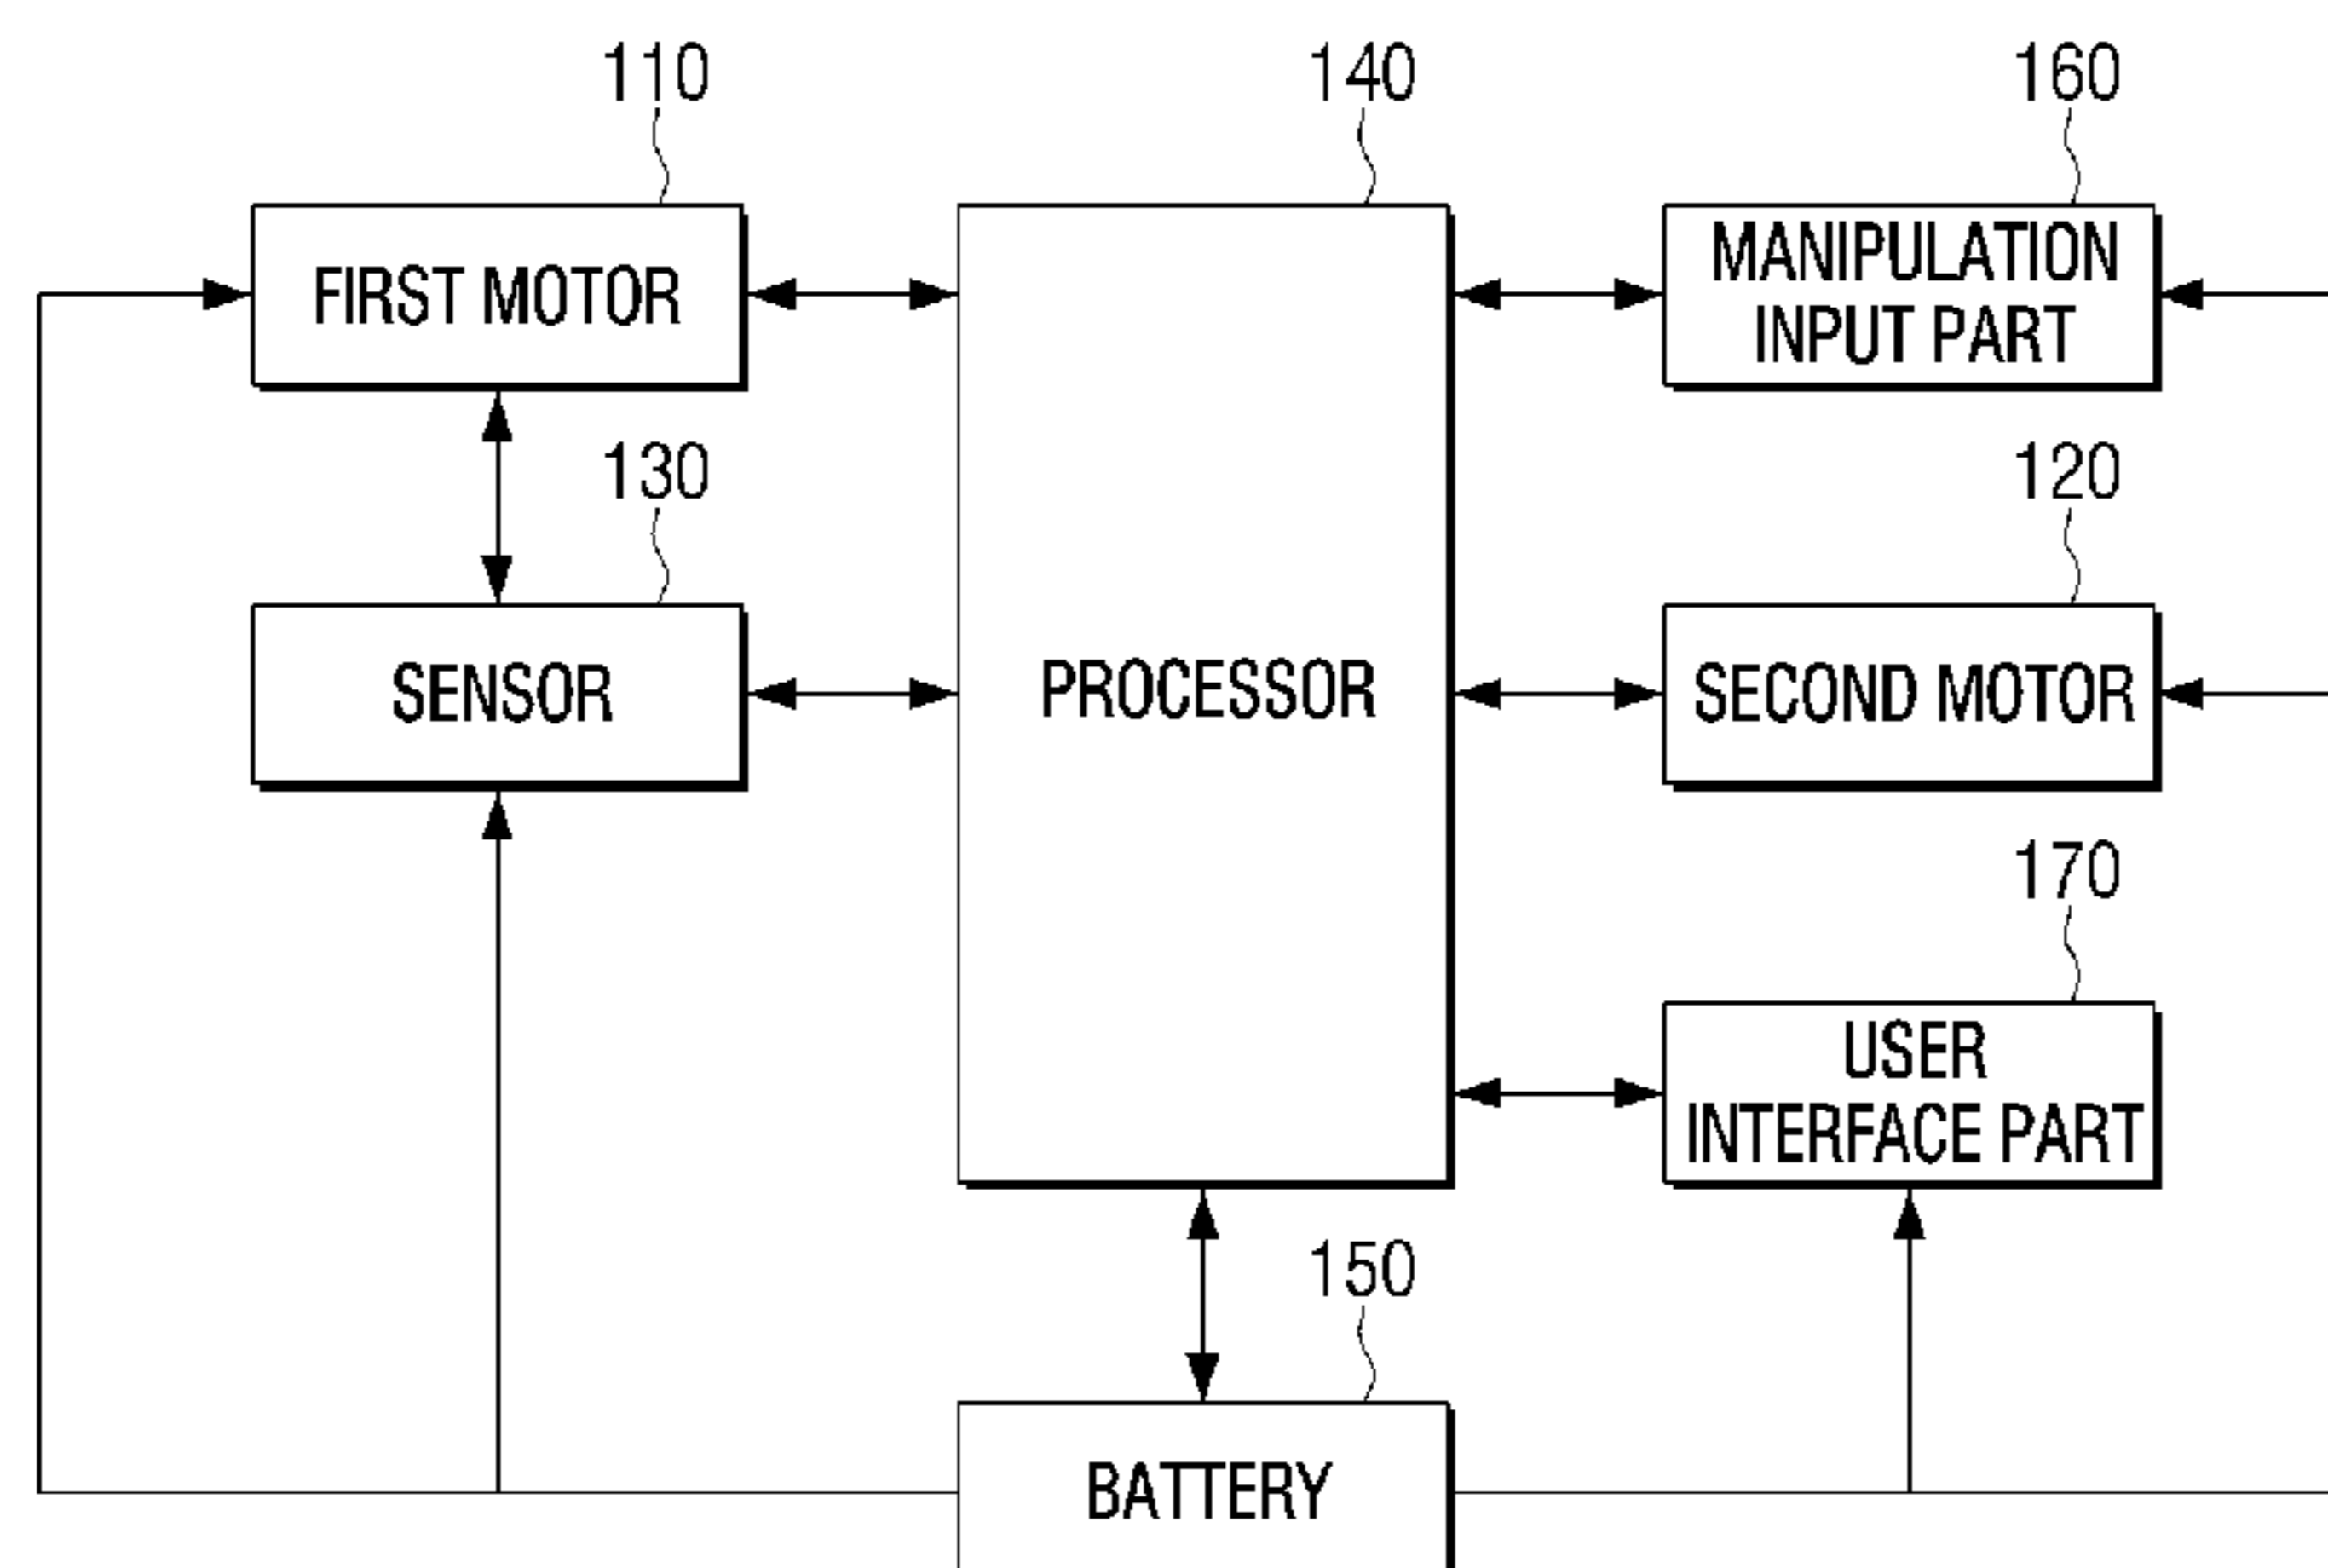 110
140
160
FIRST MOTOR
MANIPULATION
INPUT PART
130
120
SENSOR
PROCESSOR
SECOND MOTOR
170
USER
INTERFACE PART
150
BATTERY